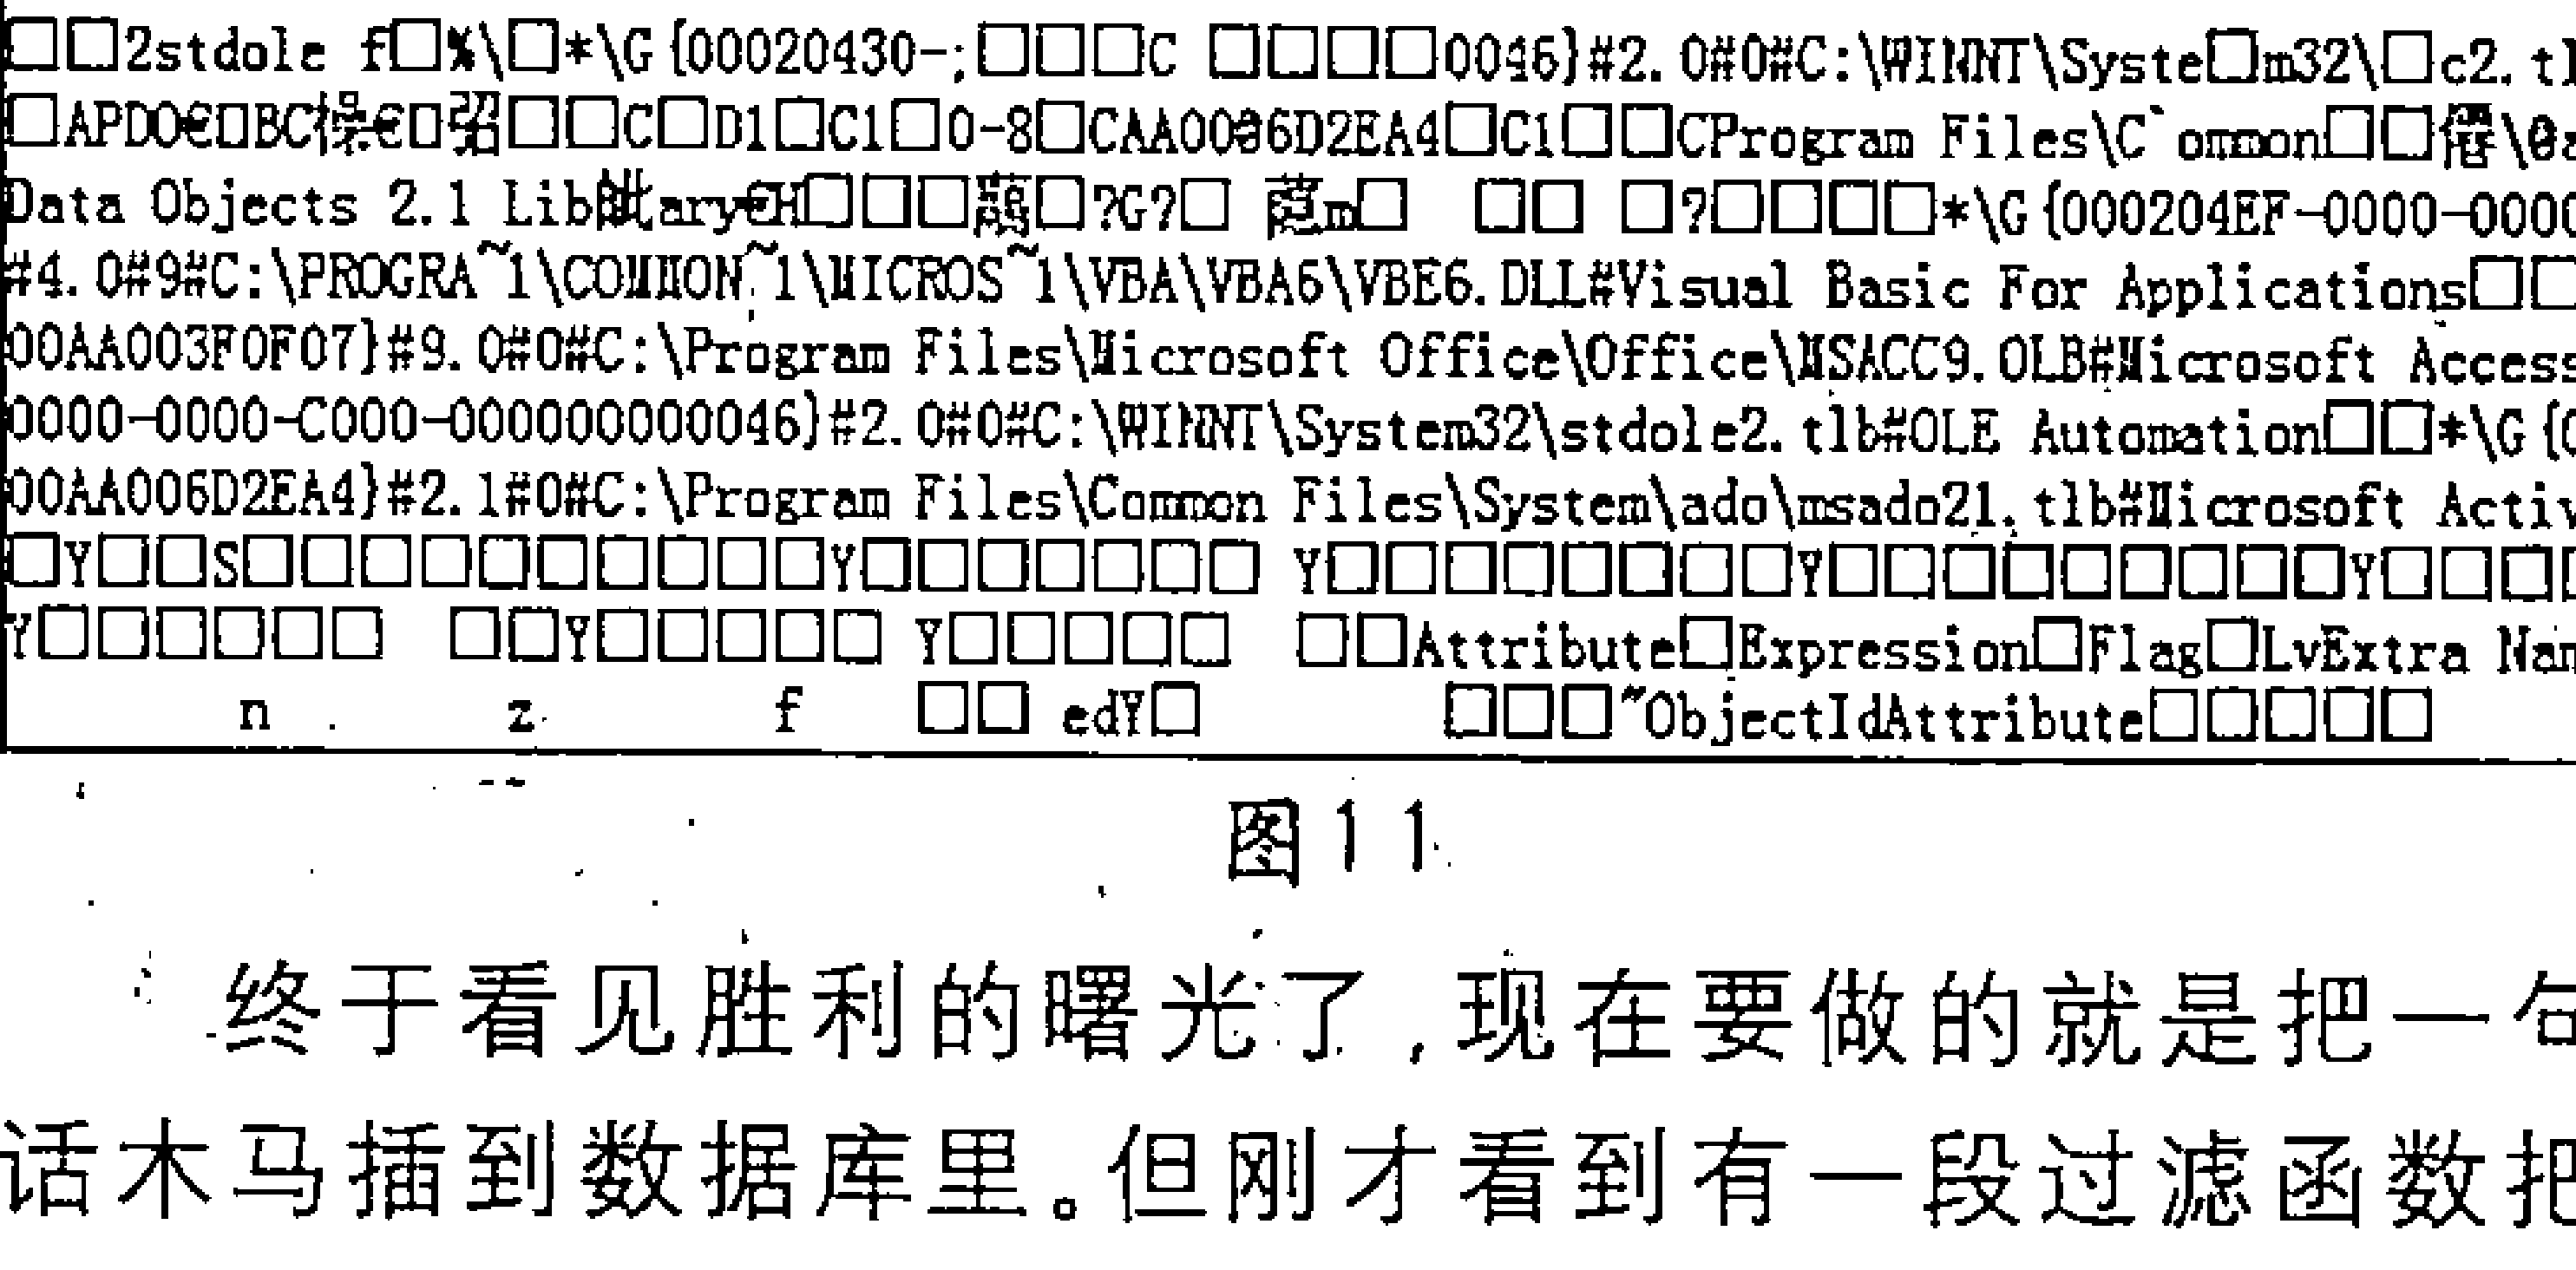 □□2stdole f□%\□*\G{00020430-;□□□C □□□□0046}#2.0#0#C:\WINNT\Syste□m32\□c2.tl
□APDO€□BC€□□□□C□D1□C1□0-8□CAA006D2EA4□C1□□CProgram Files\C`ommon□□\
Data Objects 2.1 Library€H□□□□?G?□ m□ □□ □?□□□□*\G{000204EF-0000-0000
#4.0#9#C:\PROGRA~1\COMMON~1\MICROS~1\VBA\VBA6\VBE6.DLL#Visual Basic For Applications□□
00AA003F0F07}#9.0#0#C:\Program Files\Microsoft Office\Office\MSACC9.OLB#Microsoft Access
0000-0000-C000-000000000046}#2.0#0#C:\WINNT\System32\stdole2.tlb#OLE Automation□□*\G{0
00AA006D2EA4}#2.1#0#C:\Program Files\Common Files\System\ado\msado21.tlb#Microsoft Activ
□Y□□S□□□□□□□□□□Y□□□□□□□ Y□□□□□□□□Y□□□□□□□□□Y□□□□
Y□□□□□□ □□Y□□□□□ Y□□□□□ □□Attribute□Expression□Flag□LvExtra Nam
n z f □□ edY□ □□□~ObjectIdAttribute□□□□□
图11
终于看见胜利的曙光了,现在要做的就是把一句
话木马插到数据库里。但刚才看到有一段过滤函数把